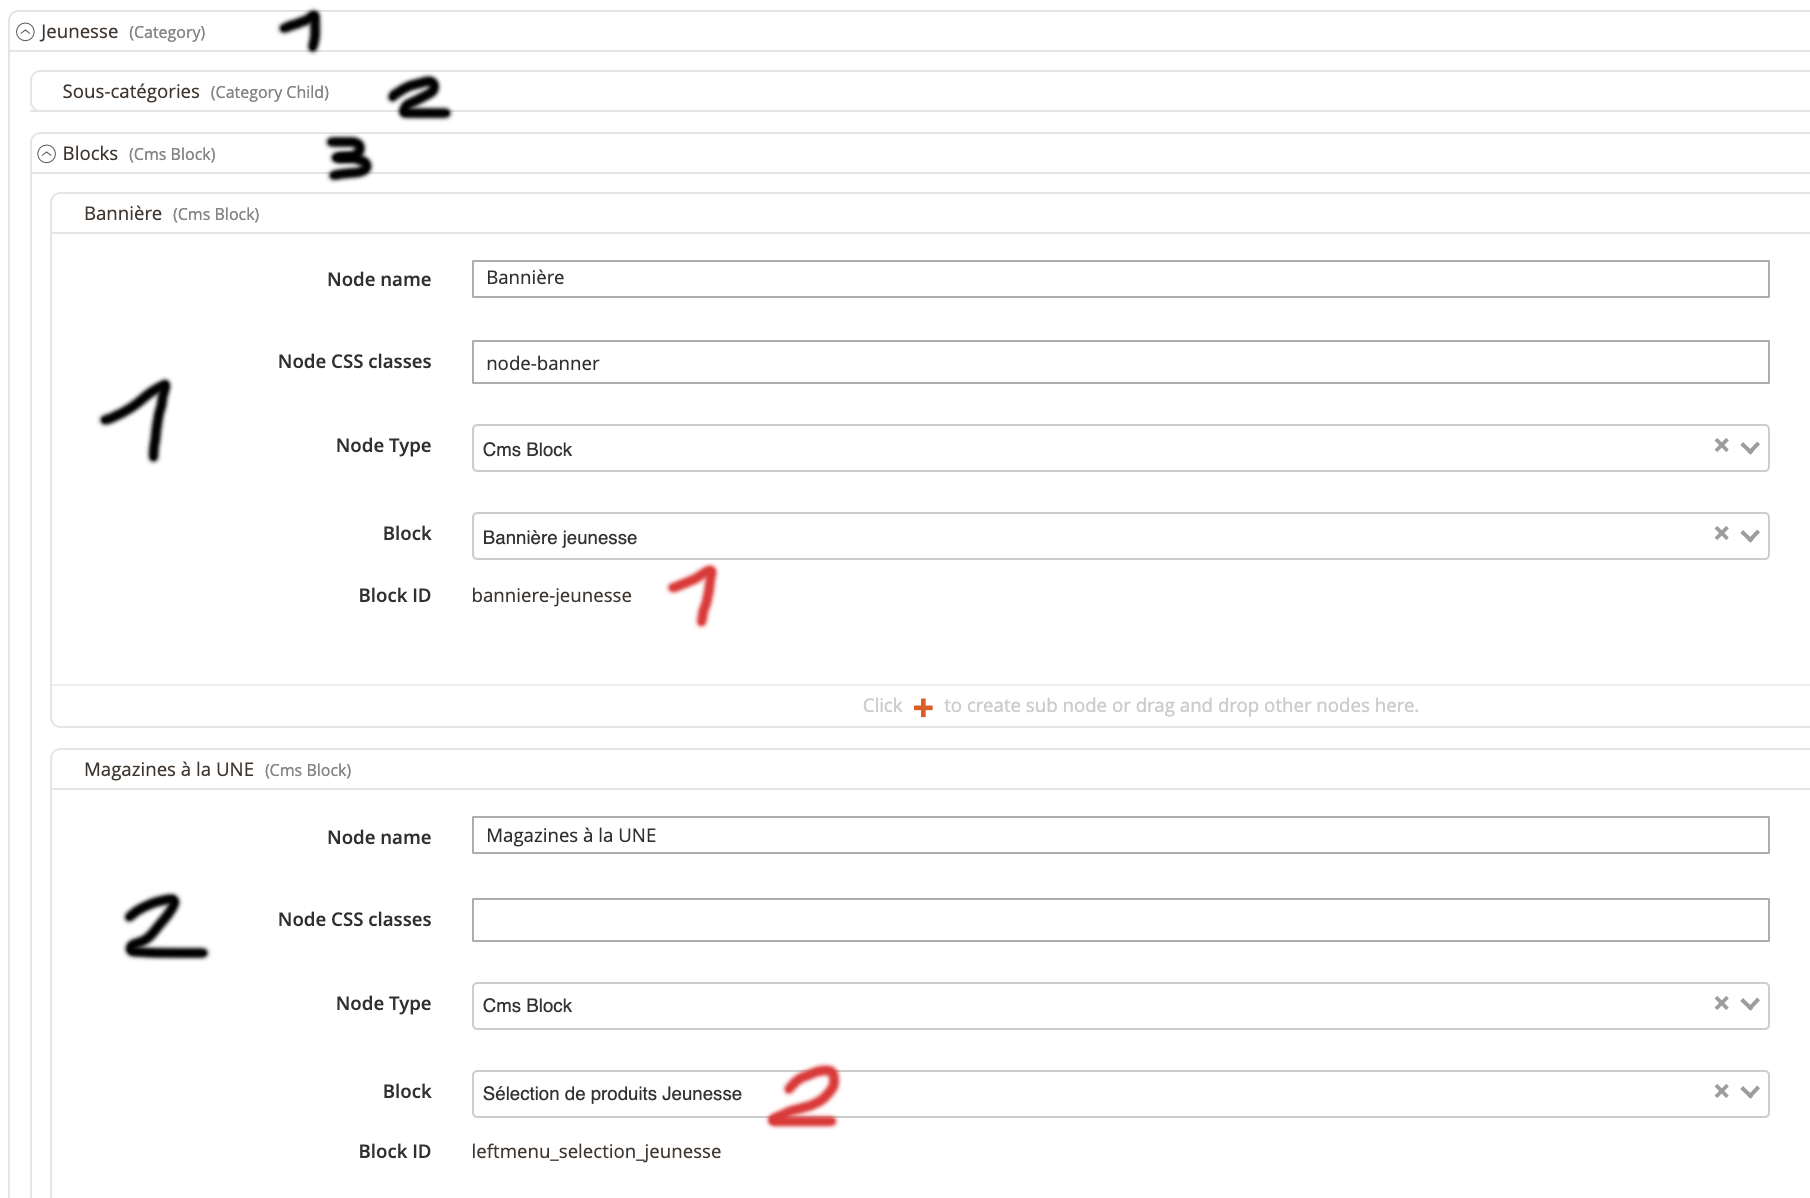 Jeunesse (Category) 1
Sous-catégories (Category Child) 2
Blocks (Cms Block) 3
Bannière (Cms Block)
Node name Bannière
Node CSS classes node-banner
1
Node Type Cms Block
Block Bannière jeunesse
Block ID banniere-jeunesse 1
Click + to create sub node or drag and drop other nodes here.
Magazines à la UNE (Cms Block)
Node name Magazines à la UNE
Node CSS classes
2
Node Type Cms Block
Block Sélection de produits Jeunesse 2
Block ID leftmenu_selection_jeunesse